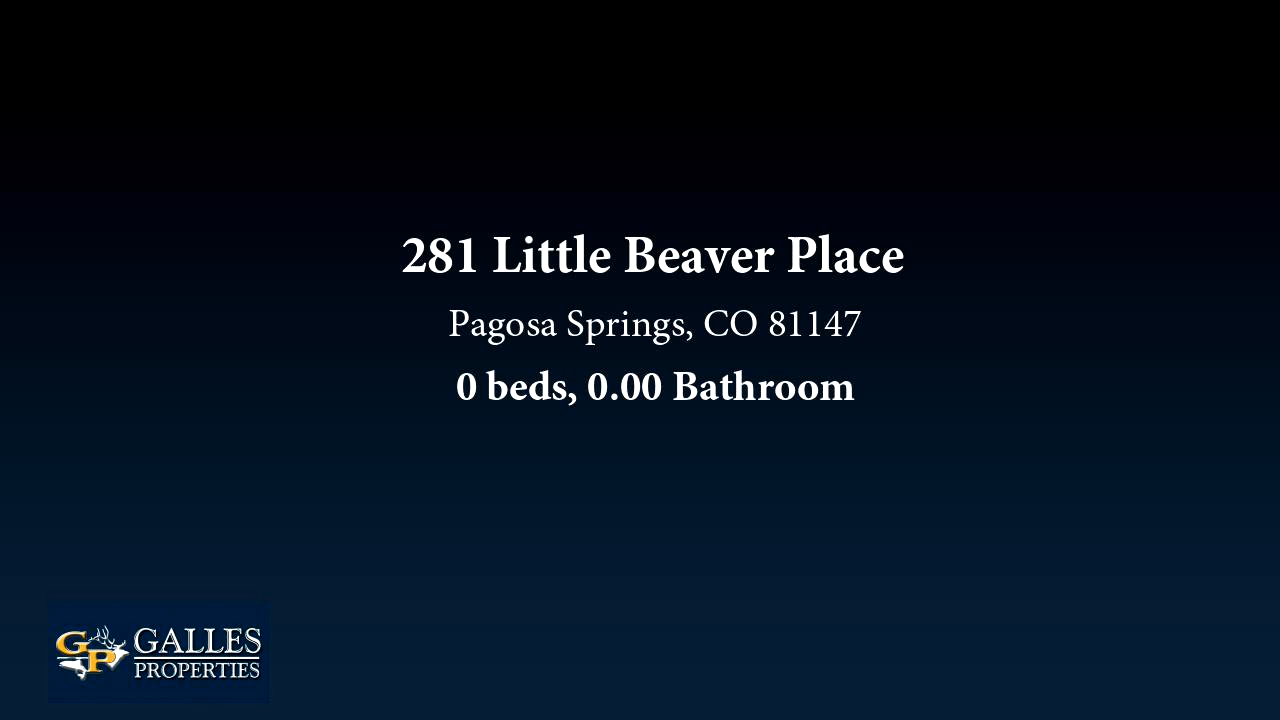 281 Little Beaver Place
Pagosa Springs, CO 81147
0 beds, 0.00 Bathroom
GP GALLES
PROPERTIES